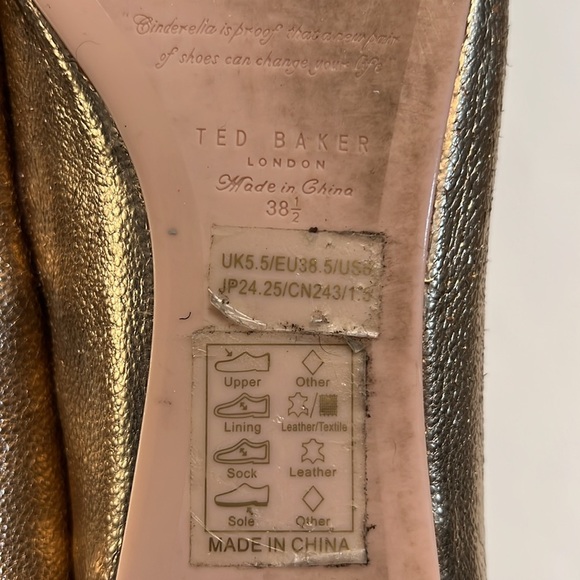 "Cinderella is proof that a new pair
of shoes can change your life"
TED BAKER
LONDON
Made in China
38½
UK5.5/EU38.5/US8
JP24.25/CN243/1.5
Upper
Other
Lining
Leather/Textile
Sock
Leather
Sole
Other
MADE IN CHINA